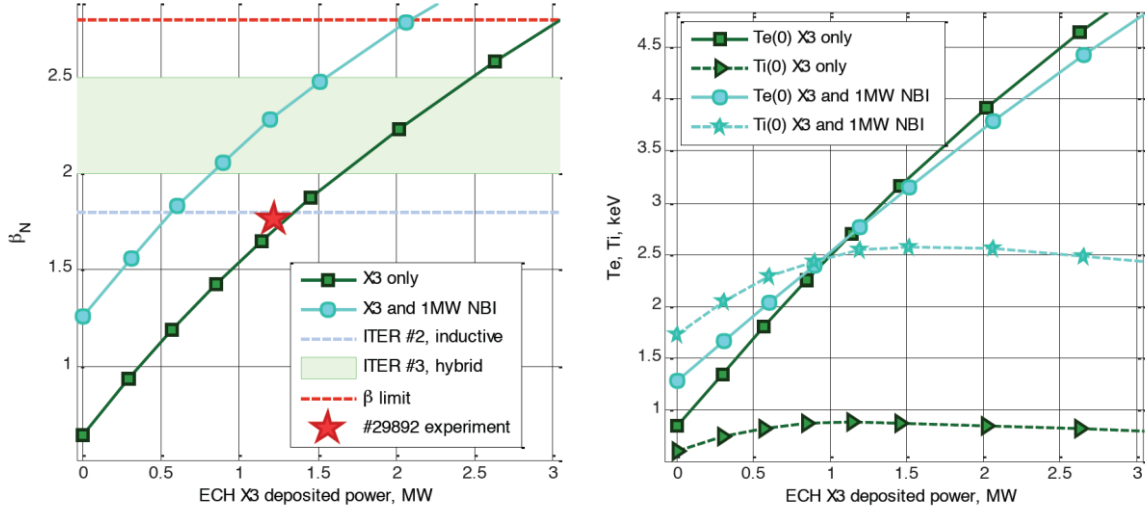 2.5
2
1.5
1
β_N
0 0.5 1 1.5 2 2.5 3
ECH X3 deposited power, MW
X3 only
X3 and 1MW NBI
ITER #2, inductive
ITER #3, hybrid
β limit
#29892 experiment
4.5
4
3.5
3
2.5
2
1.5
1
Te, Ti, keV
0 0.5 1 1.5 2 2.5 3
ECH X3 deposited power, MW
Te(0) X3 only
Ti(0) X3 only
Te(0) X3 and 1MW NBI
Ti(0) X3 and 1MW NBI